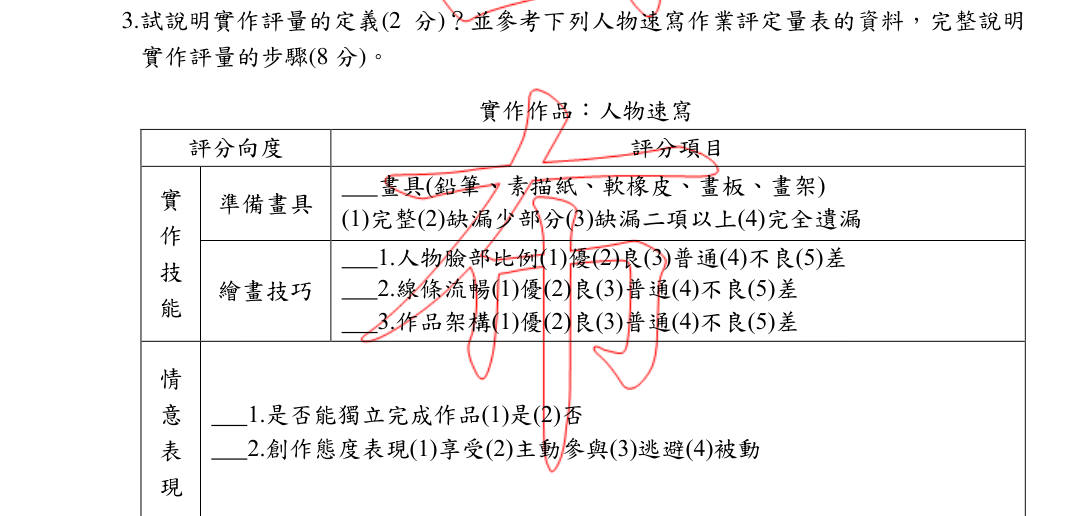 3.試說明實作評量的定義(2 分)？並參考下列人物速寫作業評定量表的資料，完整說明
實作評量的步驟(8 分)。
實作作品：人物速寫
評分向度 評分項目
實作技能
準備畫具
___畫具(鉛筆、素描紙、軟橡皮、畫板、畫架)
(1)完整(2)缺漏少部分(3)缺漏二項以上(4)完全遺漏
繪畫技巧
___1.人物臉部比例(1)優(2)良(3)普通(4)不良(5)差
___2.線條流暢(1)優(2)良(3)普通(4)不良(5)差
___3.作品架構(1)優(2)良(3)普通(4)不良(5)差
情意表現
___1.是否能獨立完成作品(1)是(2)否
___2.創作態度表現(1)享受(2)主動參與(3)逃避(4)被動